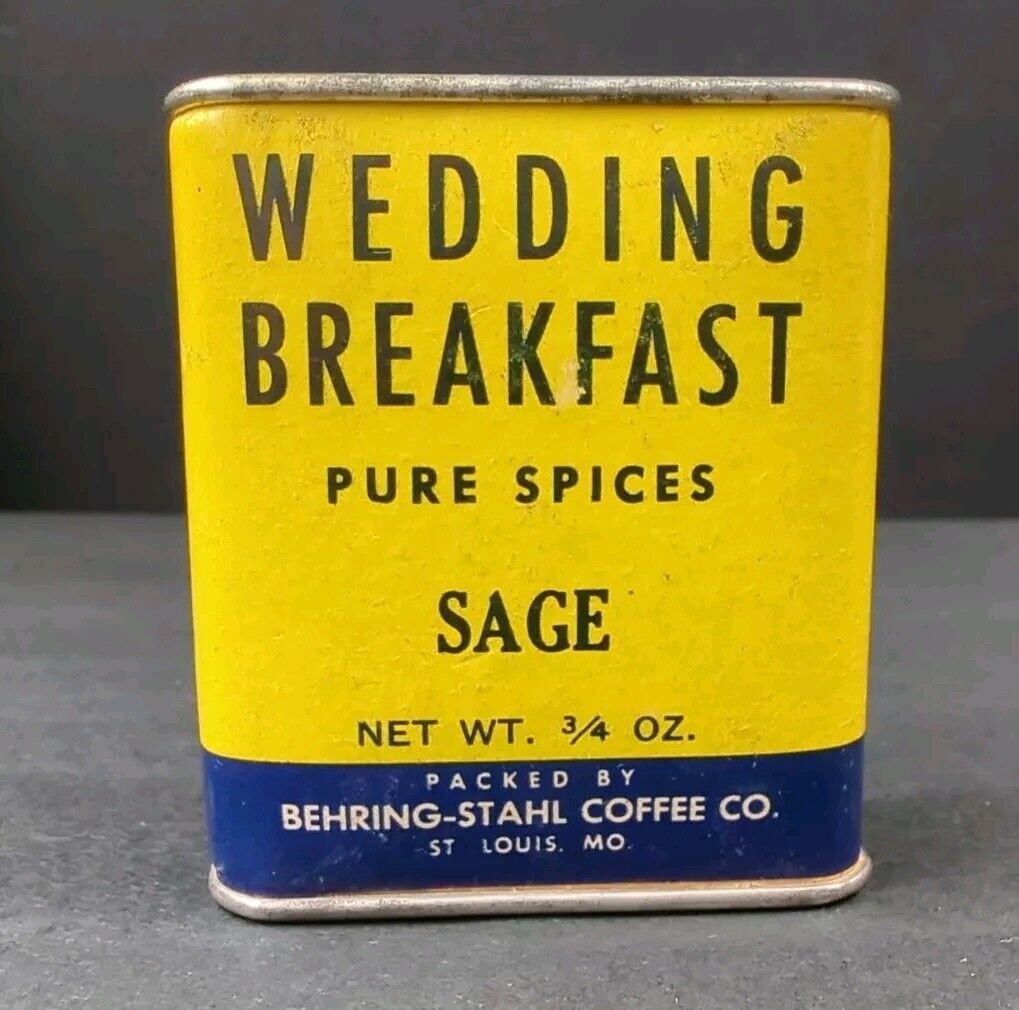 WEDDING
BREAKFAST
PURE SPICES
SAGE
NET WT. 3/4 OZ.
PACKED BY
BEHRING-STAHL COFFEE CO.
ST LOUIS. MO.